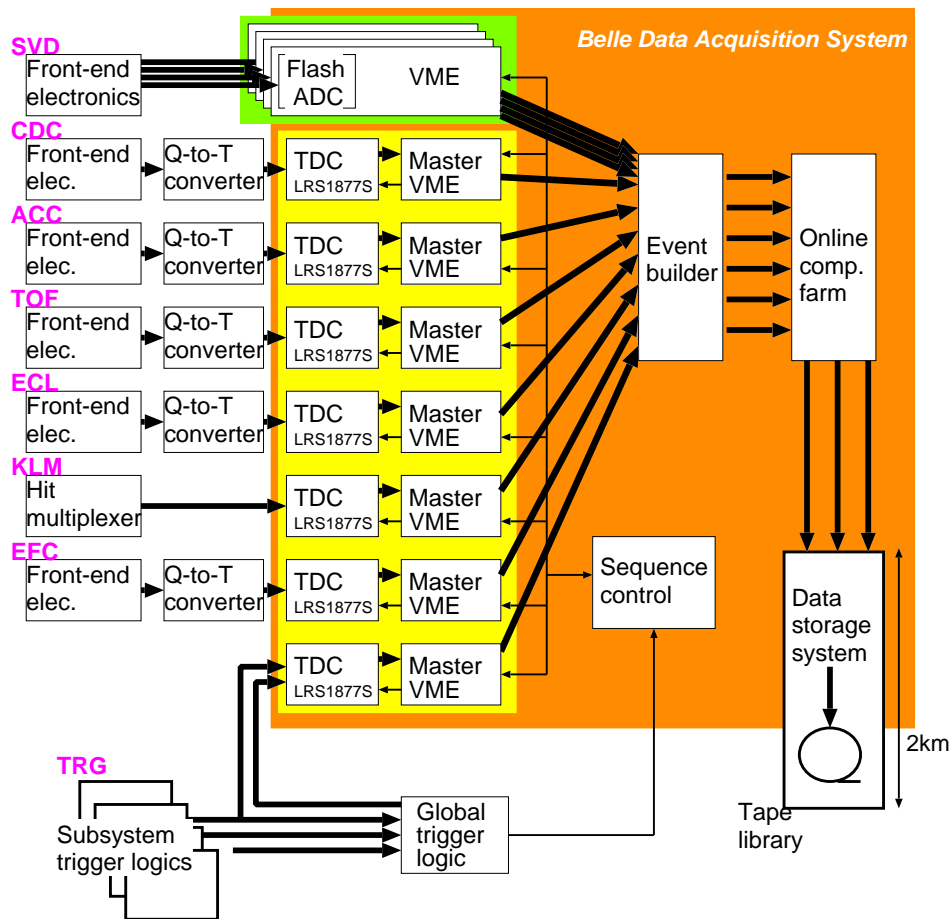 Belle Data Acquisition System
SVD
Front-end
electronics
Flash
ADC
VME
CDC
Front-end
elec.
Q-to-T
converter
TDC
LRS1877S
Master
VME
ACC
Front-end
elec.
Q-to-T
converter
TDC
LRS1877S
Master
VME
TOF
Front-end
elec.
Q-to-T
converter
TDC
LRS1877S
Master
VME
ECL
Front-end
elec.
Q-to-T
converter
TDC
LRS1877S
Master
VME
KLM
Hit
multiplexer
TDC
LRS1877S
Master
VME
EFC
Front-end
elec.
Q-to-T
converter
TDC
LRS1877S
Master
VME
TDC
LRS1877S
Master
VME
Event
builder
Online
comp.
farm
Sequence
control
Data
storage
system
2km
Tape
library
TRG
Subsystem
trigger logics
Global
trigger
logic